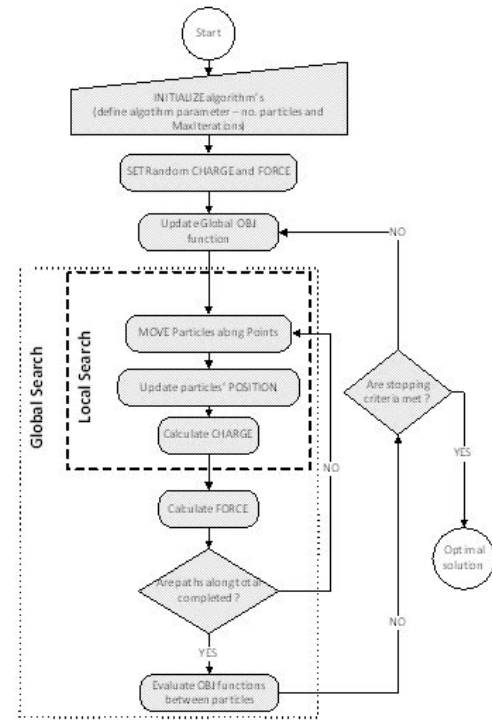 Start
INITIALIZE algorithm's
(define algotihm parameter – no. particles and
MaxIterations)
SET Random CHARGE and FORCE
Update Global OBJ
function
NO
Global Search
Local Search
MOVE Particles along Points
Update particles' POSITION
Calculate CHARGE
Are stopping
criteria met ?
YES
NO
Calculate FORCE
Optimal
solution
Are paths along total
completed ?
NO
YES
Evaluate OBJ functions
between particles